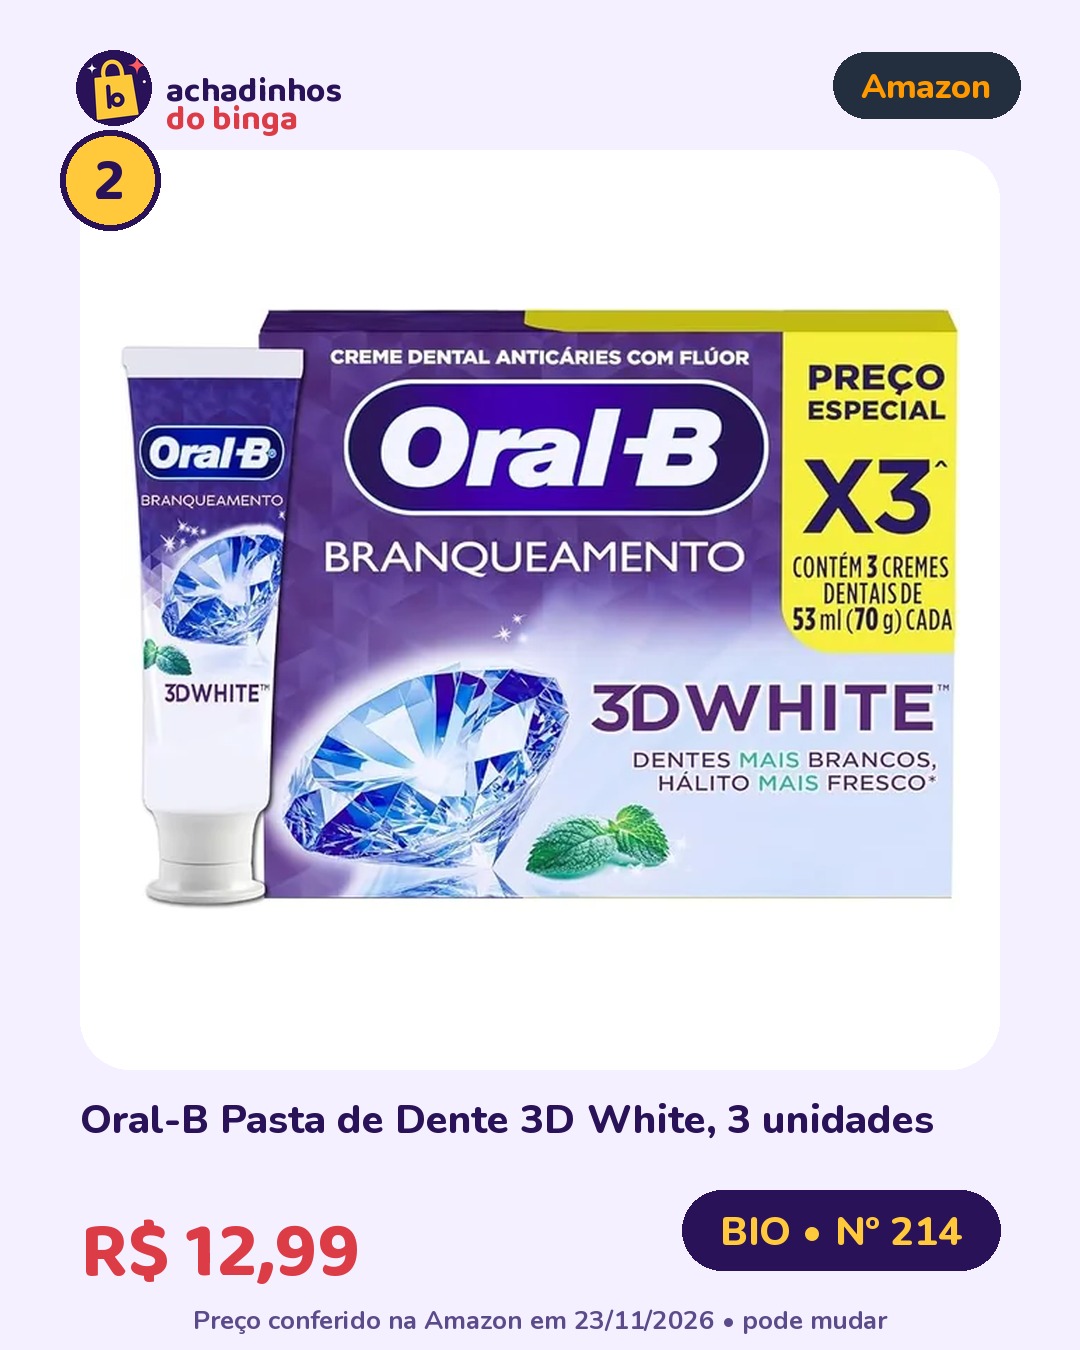 achadinhos
do binga
Amazon
2
CREME DENTAL ANTICÁRIES COM FLÚOR
Oral-B
BRANQUEAMENTO
PREÇO
ESPECIAL
X3^
CONTÉM 3 CREMES
DENTAIS DE
53 ml (70 g) CADA
3DWHITE™
DENTES MAIS BRANCOS,
HÁLITO MAIS FRESCO*
Oral-B®
BRANQUEAMENTO
3DWHITE™
Oral-B Pasta de Dente 3D White, 3 unidades
R$ 12,99
BIO • Nº 214
Preço conferido na Amazon em 23/11/2026 • pode mudar
b